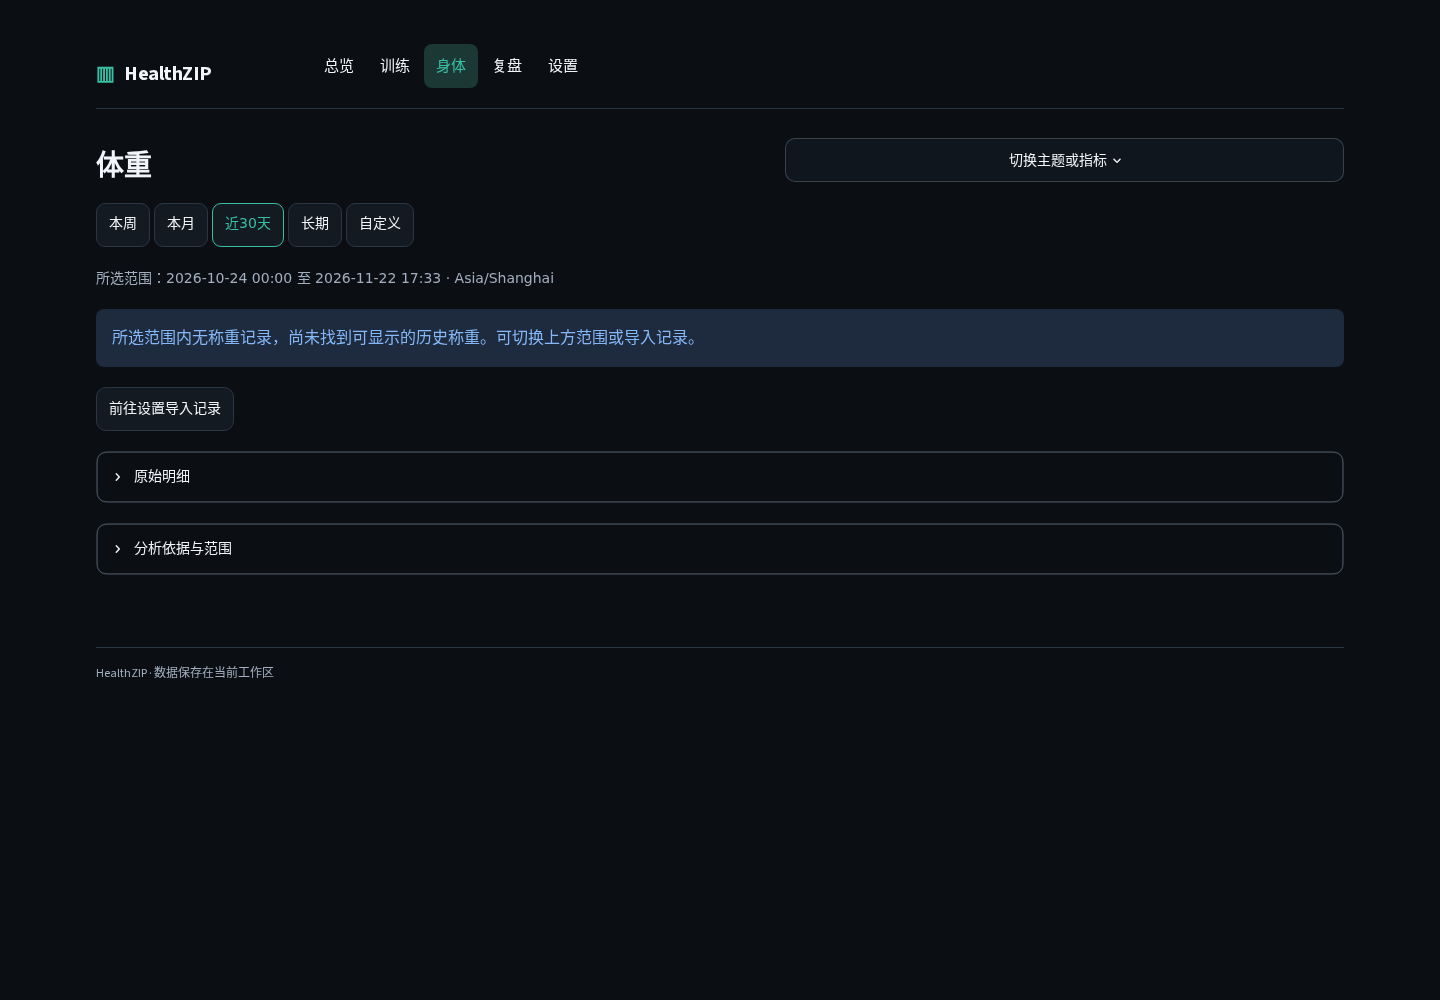 HealthZIP
总览 训练 身体 复盘 设置
体重
切换主题或指标
本周 本月 近30天 长期 自定义
所选范围：2026-10-24 00:00 至 2026-11-22 17:33 · Asia/Shanghai
所选范围内无称重记录，尚未找到可显示的历史称重。可切换上方范围或导入记录。
前往设置导入记录
原始明细
分析依据与范围
HealthZIP · 数据保存在当前工作区